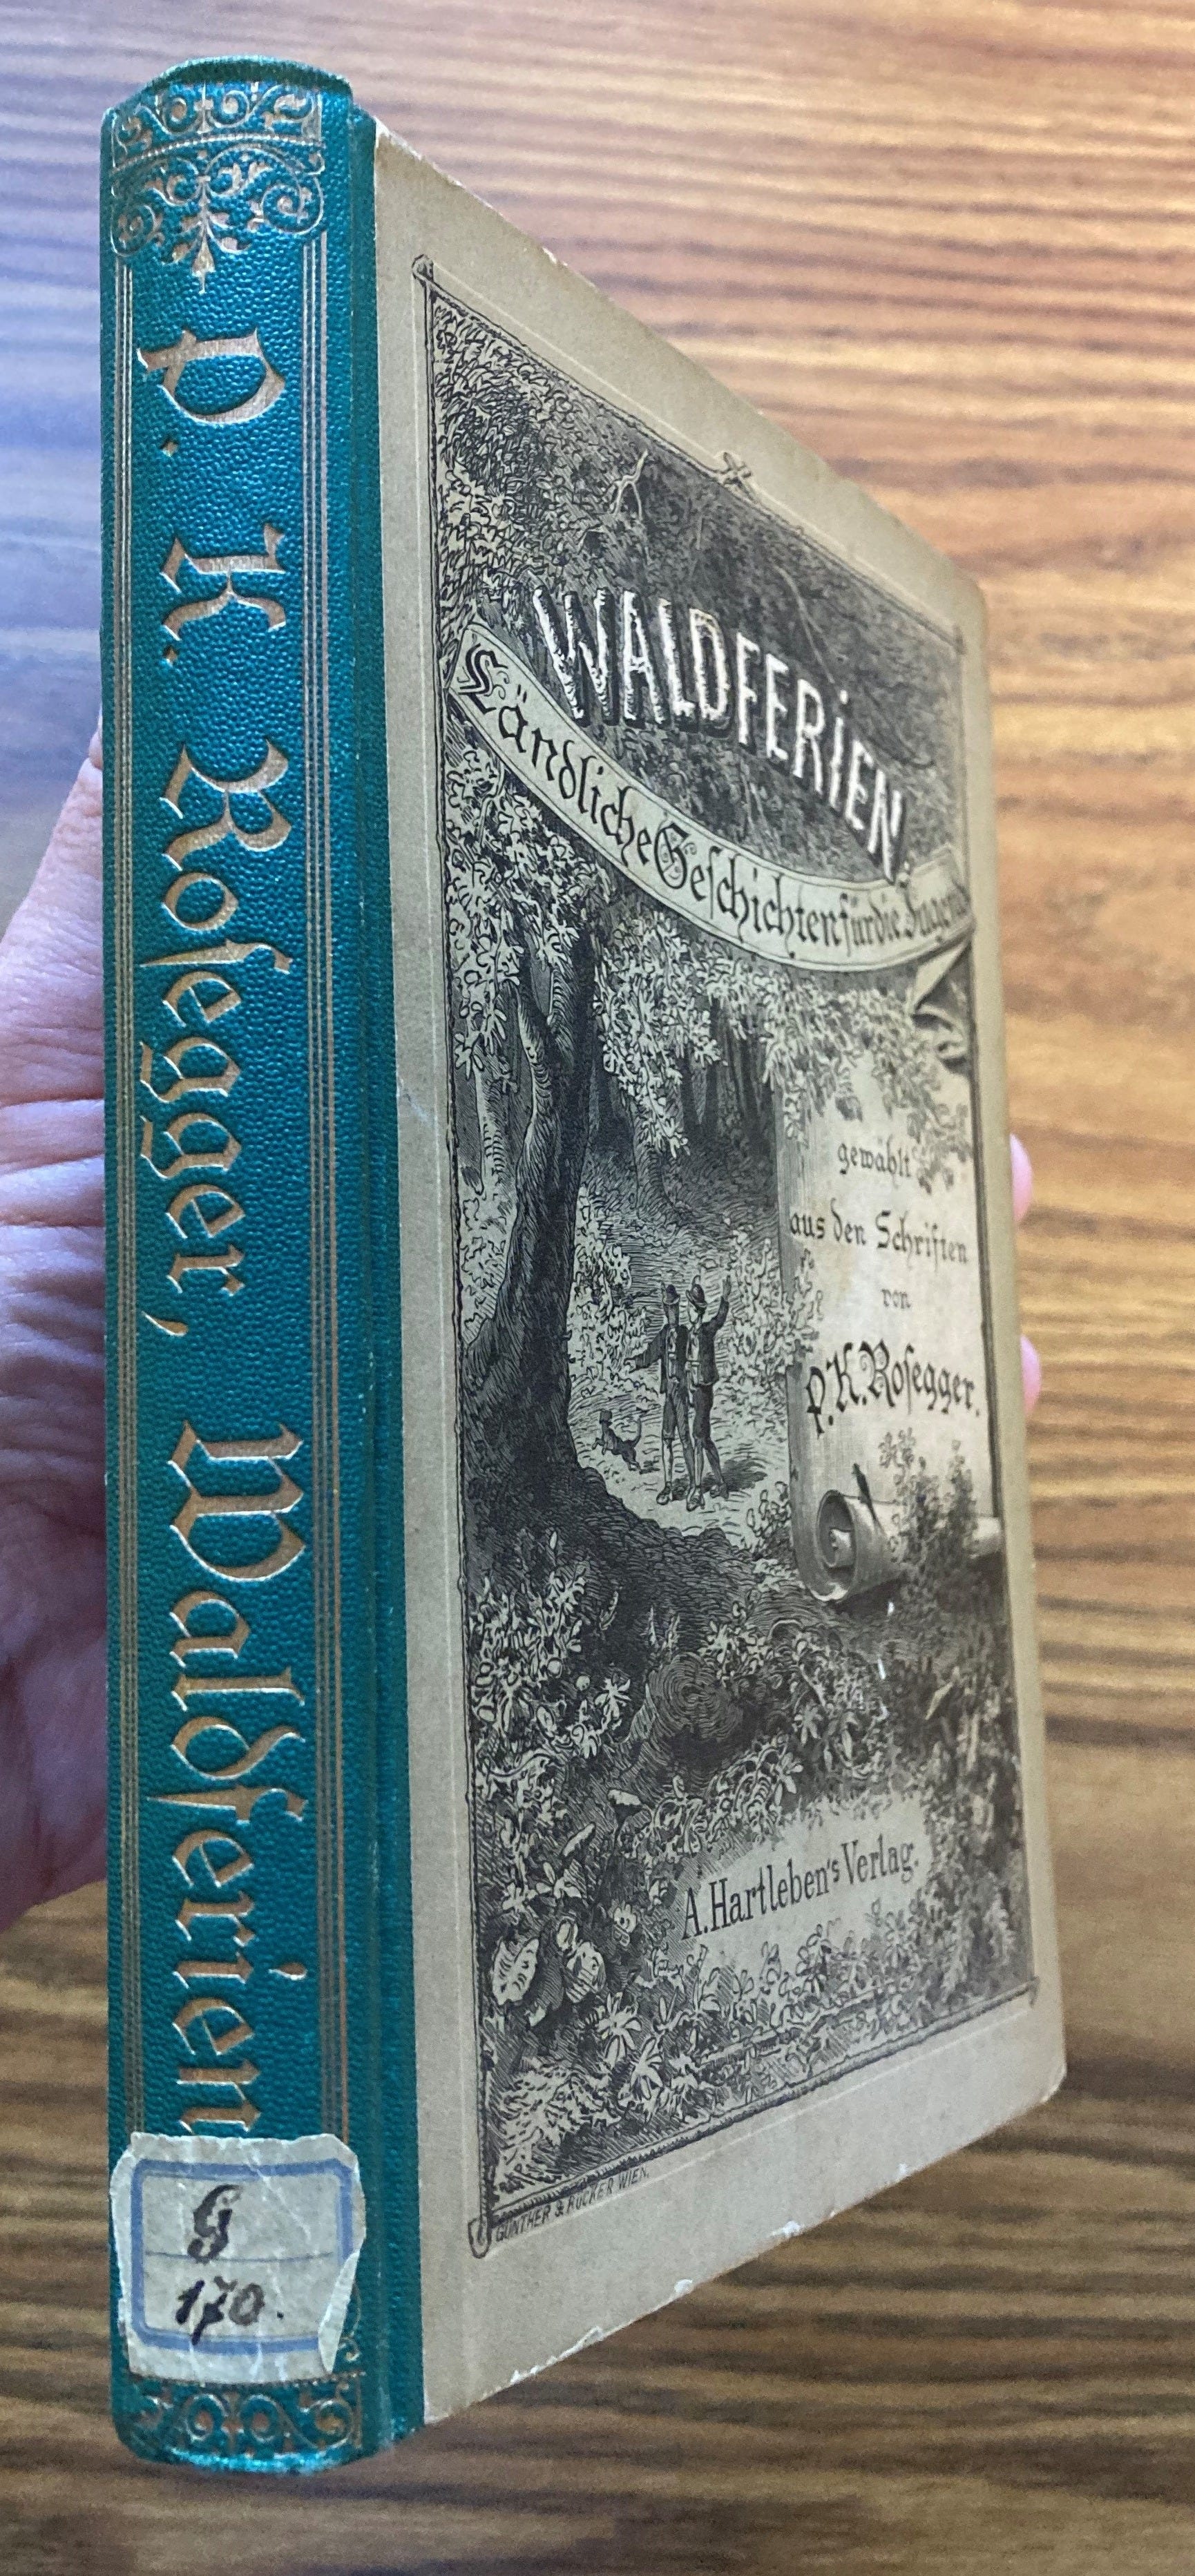 P. K. Roſegger, Waldferien
G
170.
WALDFERiEN.
Ländliche Geſchichten für die Jugend
gewählt
aus den Schriften
von
P. K. Roſegger.
A. Hartleben's Verlag.
GÜNTHER & RÜCKER WIEN.